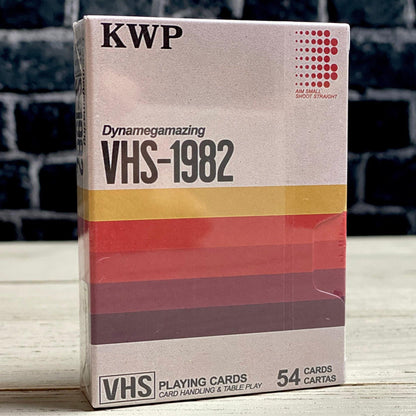 KWP
AIM SMALL
SHOOT STRAIGHT
Dynamegamazing
VHS-1982
VHS
PLAYING CARDS
CARD HANDLING & TABLE PLAY
54 CARDS
CARTAS